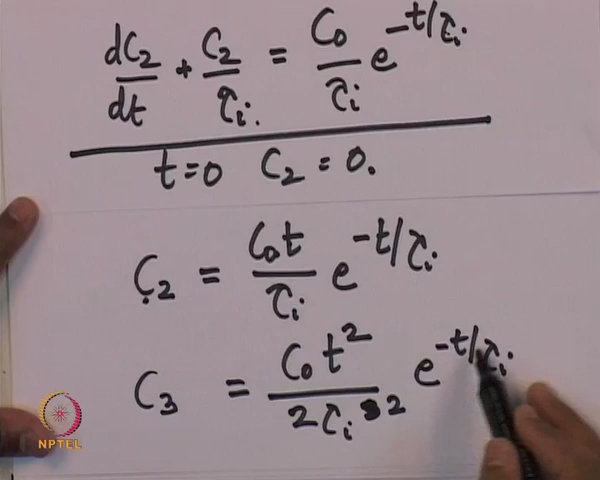 dC₂/dt + C₂/τᵢ. = C₀/τᵢ e^(-t/τᵢ)
t=0 C₂ = 0.
C₂ = C₀t/τᵢ e^(-t/τᵢ)
C₃ = C₀t²/2τᵢ² e^(-t/τᵢ)
NPTEL